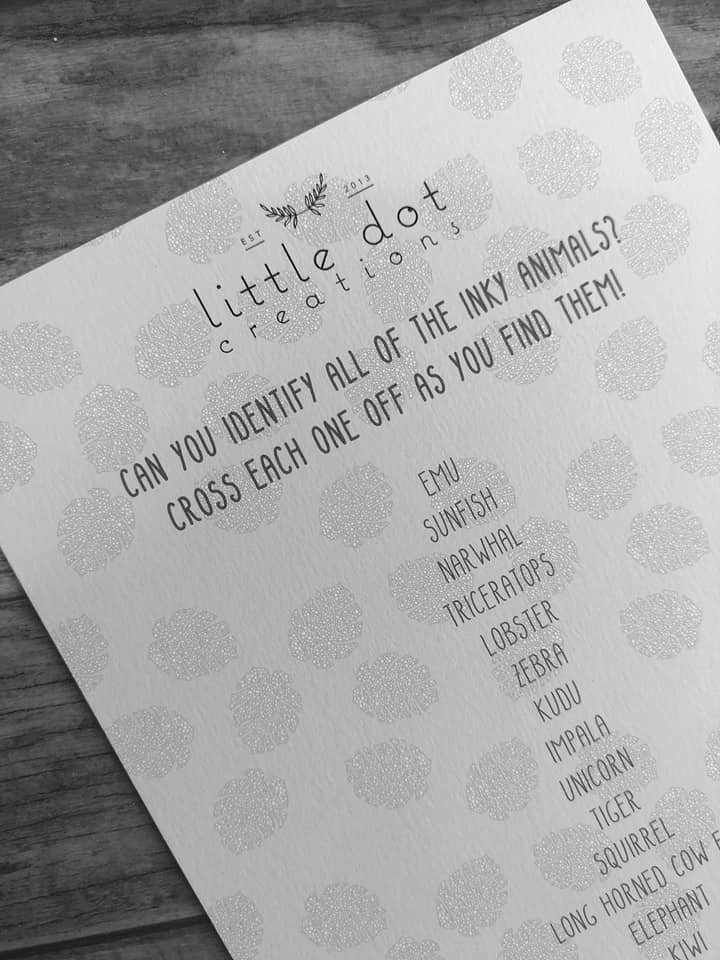 EST 2013
little dot
creations
CAN YOU IDENTIFY ALL OF THE INKY ANIMALS?
CROSS EACH ONE OFF AS YOU FIND THEM!
EMU
SUNFISH
NARWHAL
TRICERATOPS
LOBSTER
ZEBRA
KUDU
IMPALA
UNICORN
TIGER
SQUIRREL
LONG HORNED COW
ELEPHANT
KIWI